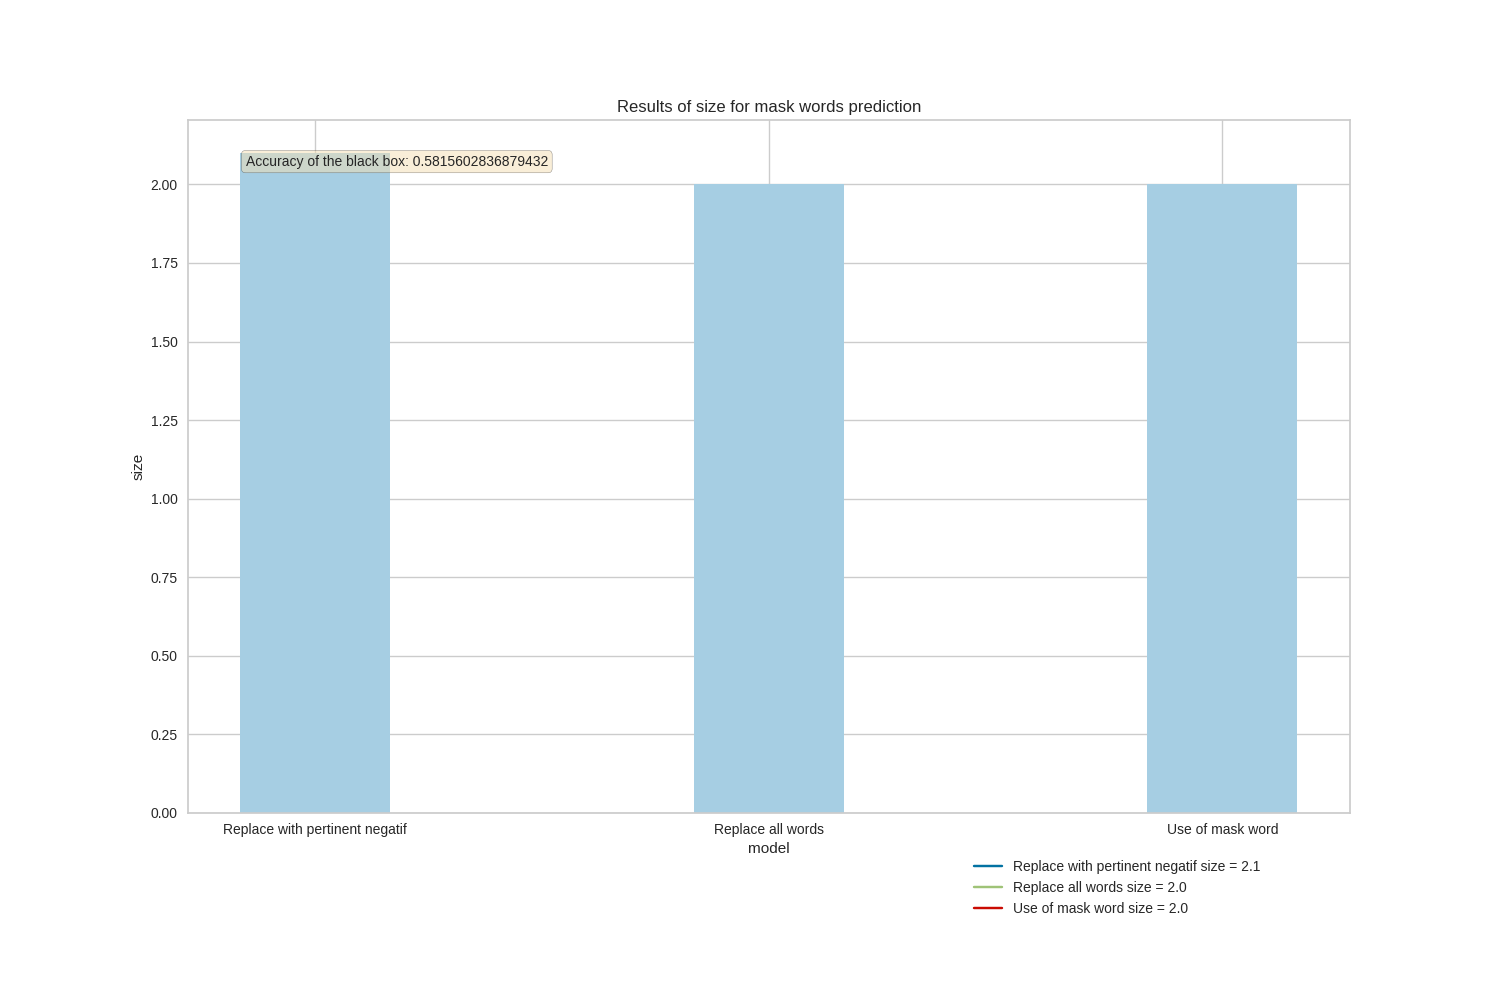 Results of size for mask words prediction
Accuracy of the black box: 0.5815602836879432
2.00
1.75
1.50
1.25
1.00
0.75
0.50
0.25
0.00
size
Replace with pertinent negatif
Replace all words
Use of mask word
model
Replace with pertinent negatif size = 2.1
Replace all words size = 2.0
Use of mask word size = 2.0